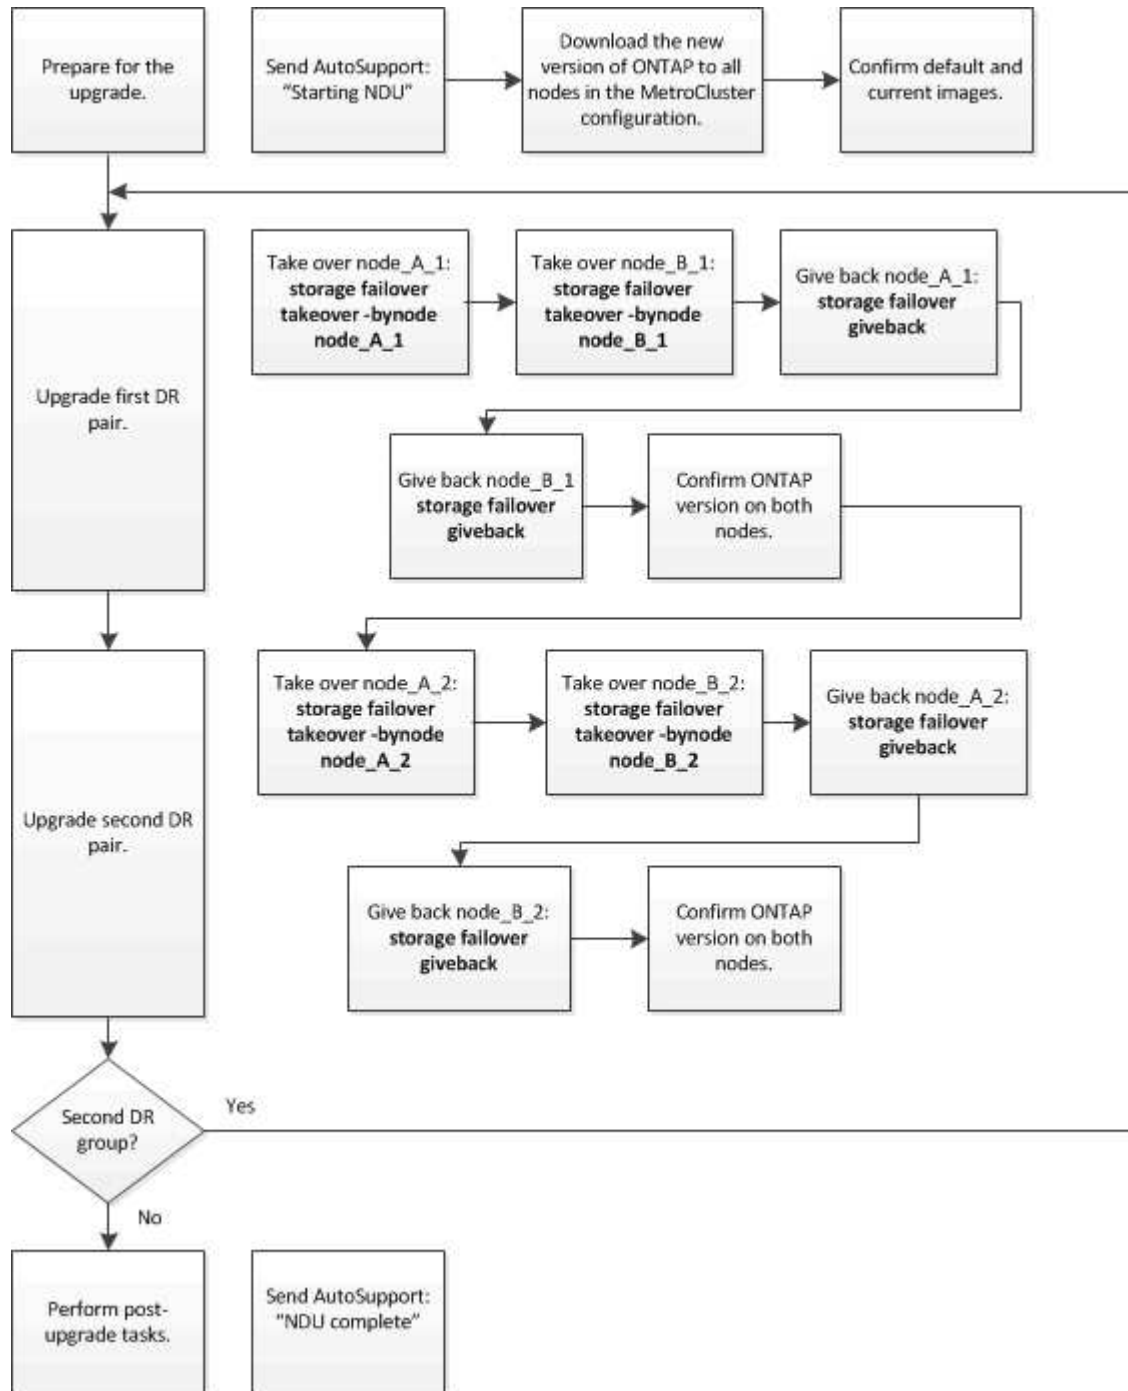 Prepare for the
upgrade.
Send AutoSupport:
"Starting NDU"
Download the new
version of ONTAP to all
nodes in the MetroCluster
configuration.
Confirm default and
current images.
Upgrade first DR
pair.
Take over node_A_1:
storage failover
takeover -bynode
node_A_1
Take over node_B_1:
storage failover
takeover -bynode
node_B_1
Give back node_A_1:
storage failover
giveback
Give back node_B_1
storage failover
giveback
Confirm ONTAP
version on both
nodes.
Upgrade second DR
pair.
Take over node_A_2:
storage failover
takeover -bynode
node_A_2
Take over node_B_2:
storage failover
takeover -bynode
node_B_2
Give back node_A_2:
storage failover
giveback
Give back node_B_2:
storage failover
giveback
Confirm ONTAP
version on both
nodes.
Second DR
group?
Yes
No
Perform post-
upgrade tasks.
Send AutoSupport:
"NDU complete"